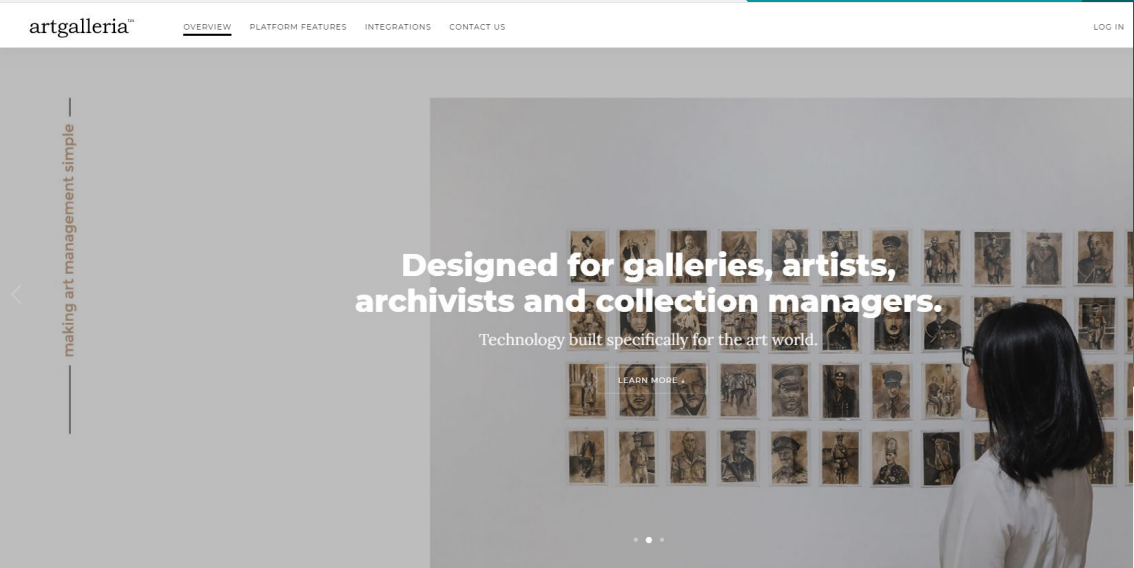 artgalleria™
OVERVIEW
PLATFORM FEATURES
INTEGRATIONS
CONTACT US
LOG IN
making art management simple
Designed for galleries, artists,
archivists and collection managers.
Technology built specifically for the art world.
LEARN MORE